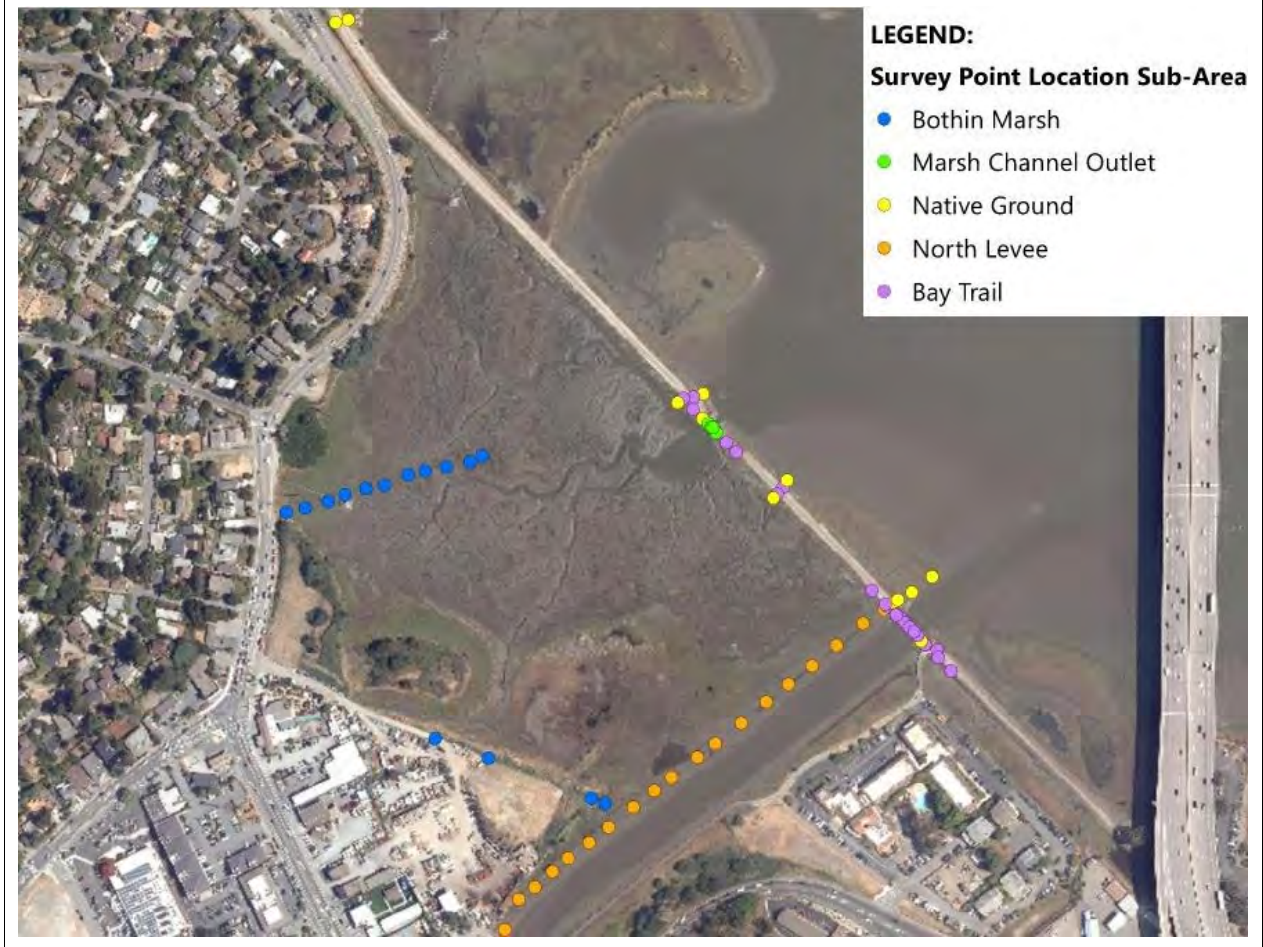 LEGEND:
Survey Point Location Sub-Area
Bothin Marsh
Marsh Channel Outlet
Native Ground
North Levee
Bay Trail